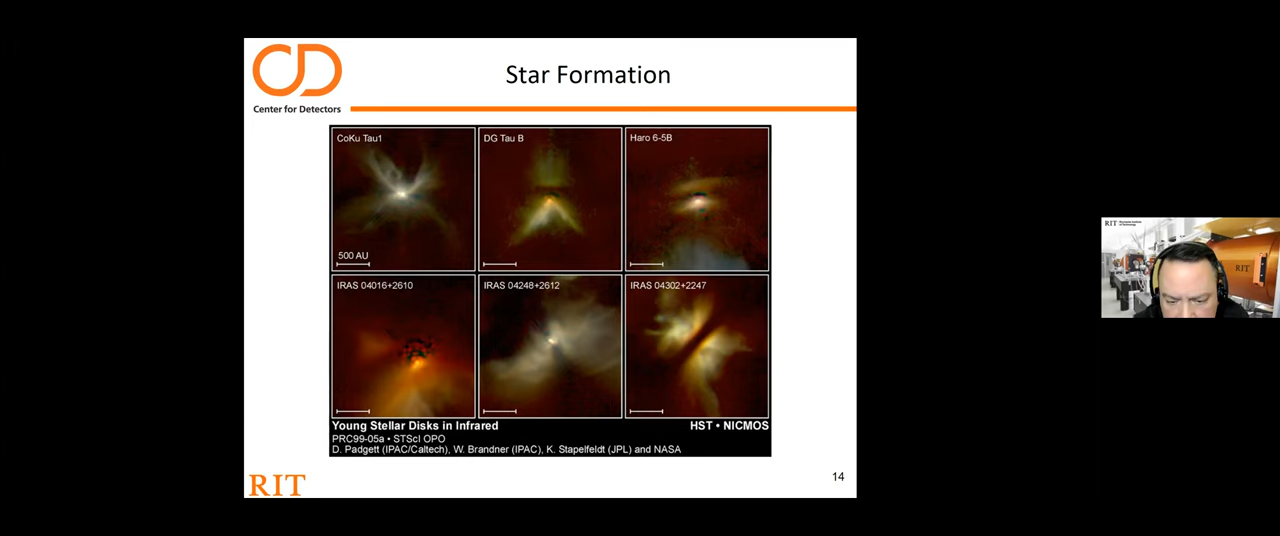 Star Formation
Center for Detectors
CoKu Tau1
DG Tau B
Haro 6-5B
500 AU
IRAS 04016+2610
IRAS 04248+2612
IRAS 04302+2247
Young Stellar Disks in Infrared
HST • NICMOS
PRC99-05a • STScI OPO
D. Padgett (IPAC/Caltech), W. Brandner (IPAC), K. Stapelfeldt (JPL) and NASA
RIT
14
RIT
RIT